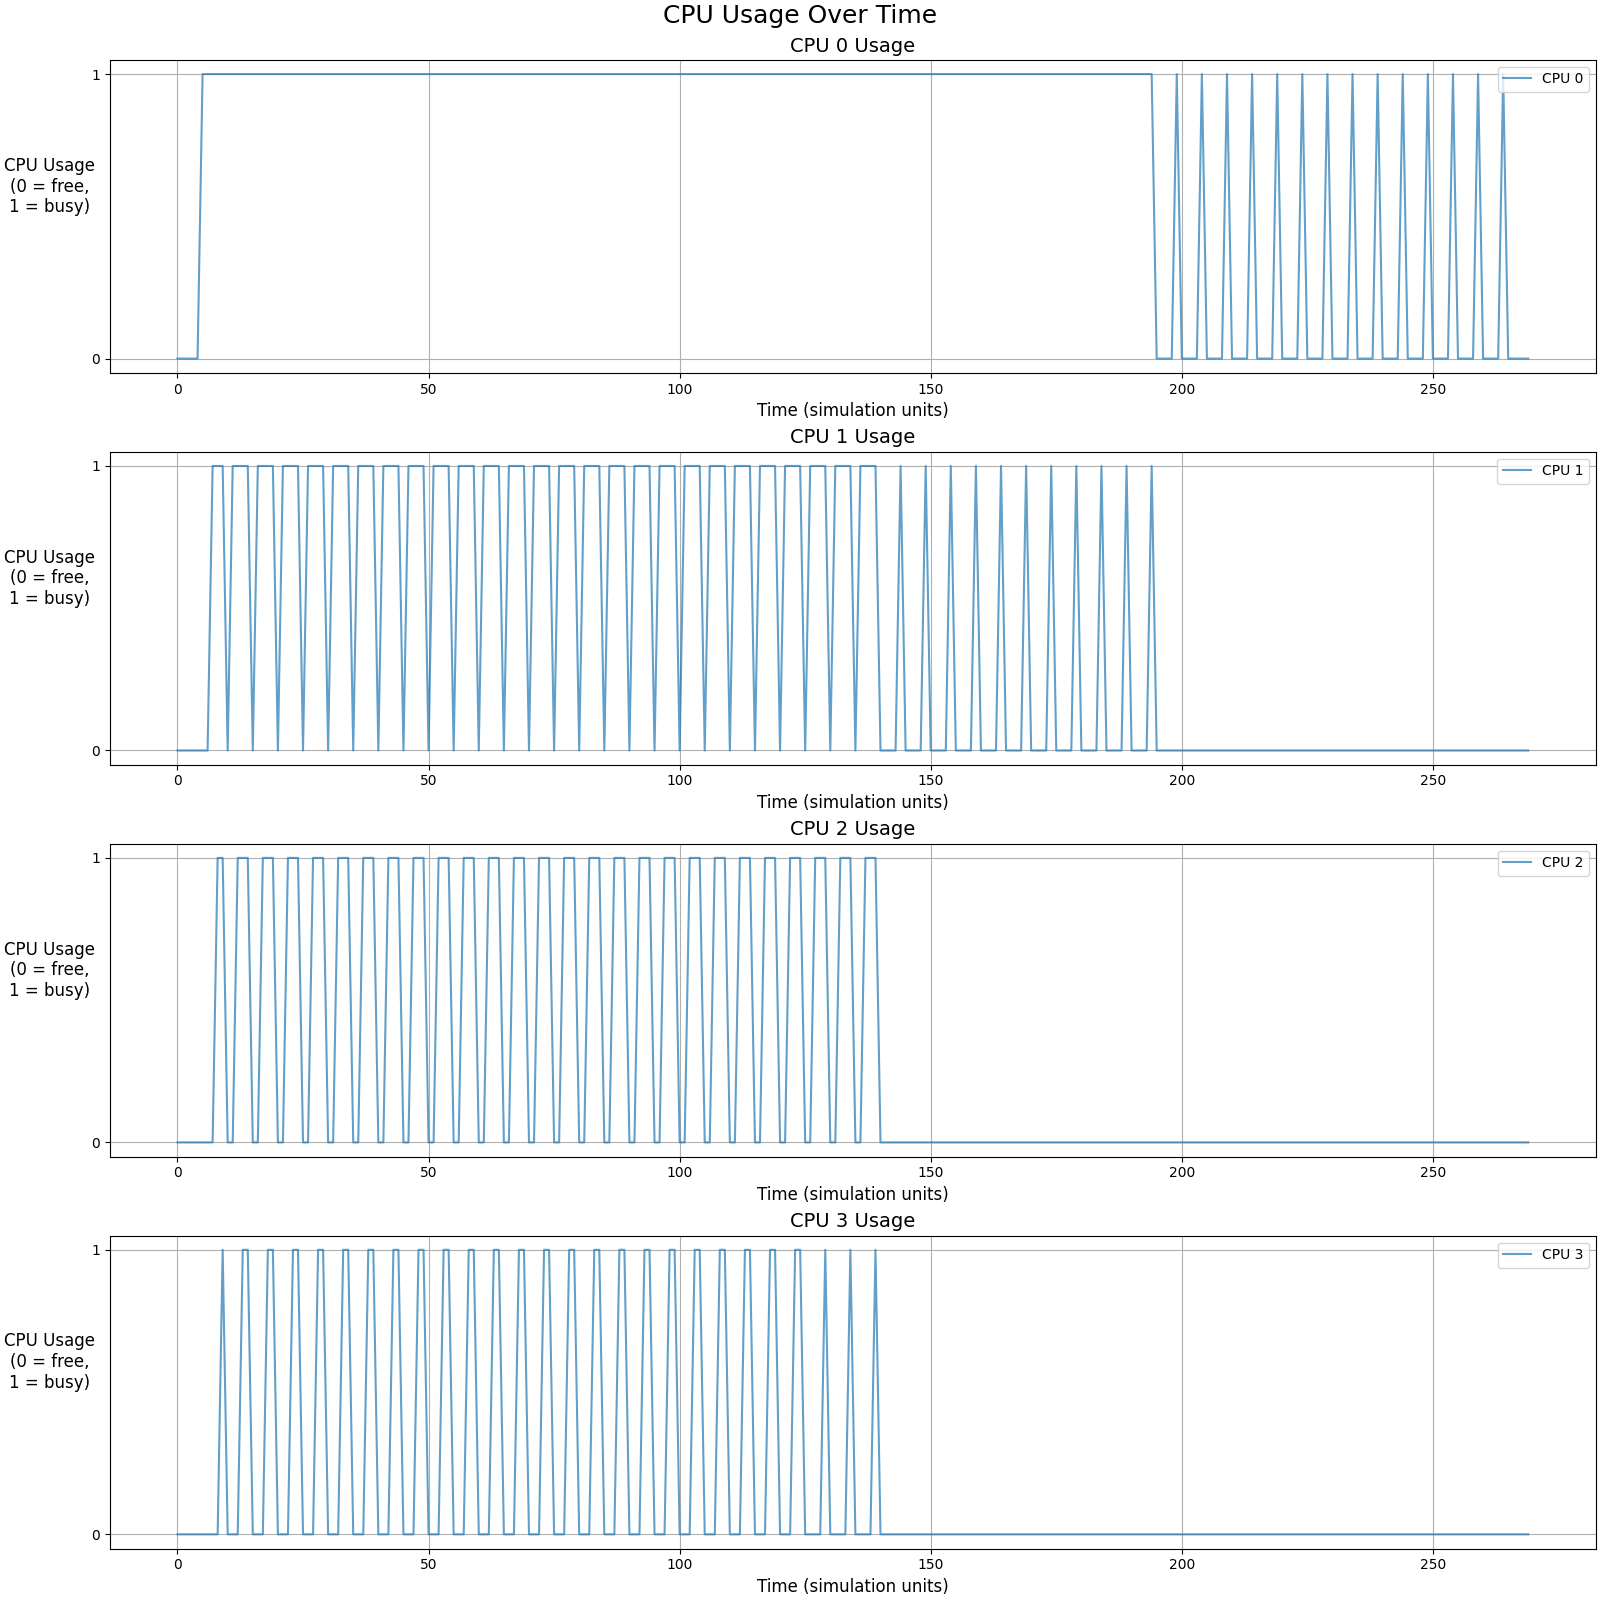 CPU Usage Over Time
CPU 0 Usage
CPU Usage
(0 = free,
1 = busy)
1
0
CPU 0
0 50 100 150 200 250
Time (simulation units)
CPU 1 Usage
CPU Usage
(0 = free,
1 = busy)
1
0
CPU 1
0 50 100 150 200 250
Time (simulation units)
CPU 2 Usage
CPU Usage
(0 = free,
1 = busy)
1
0
CPU 2
0 50 100 150 200 250
Time (simulation units)
CPU 3 Usage
CPU Usage
(0 = free,
1 = busy)
1
0
CPU 3
0 50 100 150 200 250
Time (simulation units)